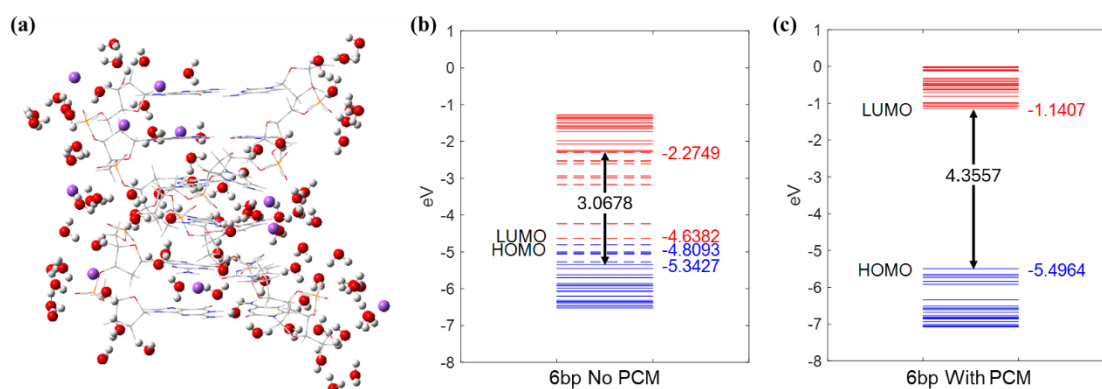 (a)
(b)
1
0
-1
-2
-3
-4
-5
-6
-7
-8
eV
-2.2749
3.0678
LUMO
-4.6382
HOMO
-4.8093
-5.3427
6bp No PCM
(c)
1
0
-1
-2
-3
-4
-5
-6
-7
-8
eV
LUMO
-1.1407
4.3557
HOMO
-5.4964
6bp With PCM